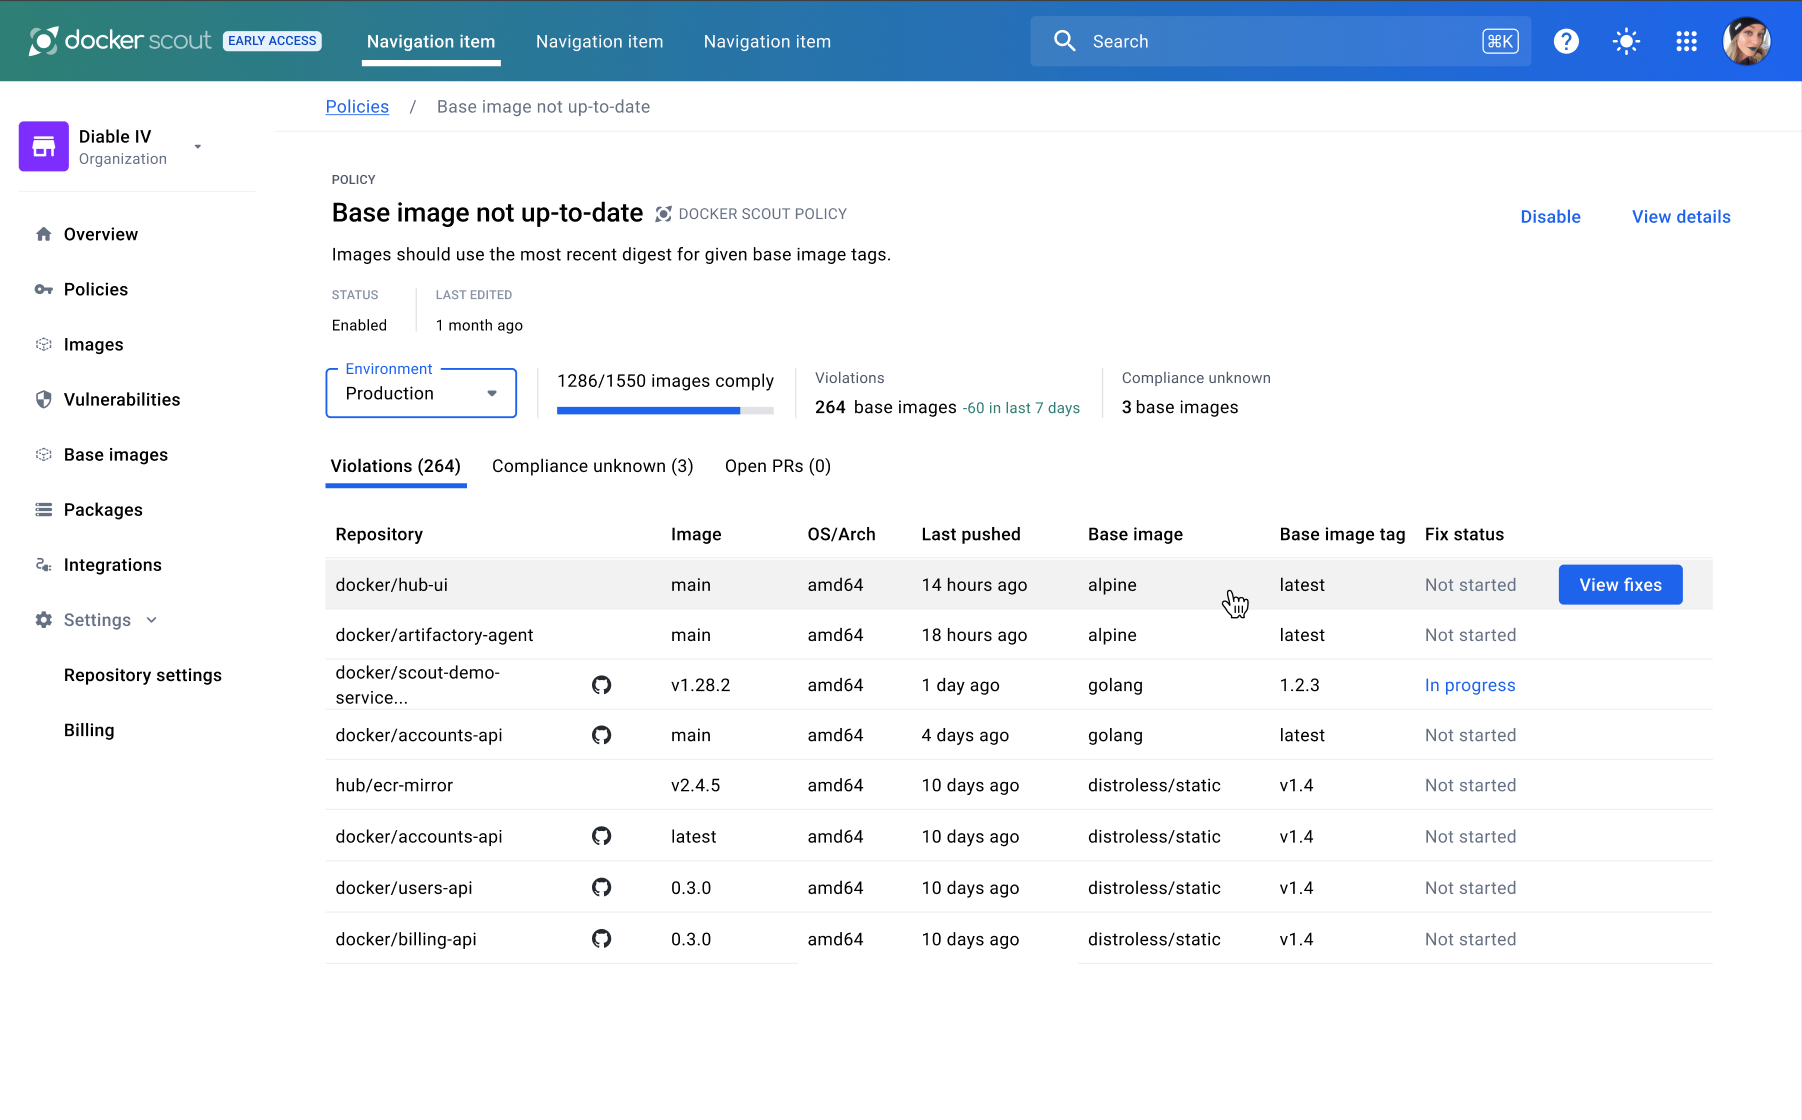 docker scout EARLY ACCESS Navigation item Navigation item Navigation item Search ⌘K
Policies / Base image not up-to-date
Diable IV
Organization
Overview
Policies
Images
Vulnerabilities
Base images
Packages
Integrations
Settings
Repository settings
Billing
POLICY
Base image not up-to-date DOCKER SCOUT POLICY
Disable View details
Images should use the most recent digest for given base image tags.
STATUS LAST EDITED
Enabled 1 month ago
Environment
Production
1286/1550 images comply
Violations
264 base images -60 in last 7 days
Compliance unknown
3 base images
Violations (264) Compliance unknown (3) Open PRs (0)
Repository Image OS/Arch Last pushed Base image Base image tag Fix status
docker/hub-ui main amd64 14 hours ago alpine latest Not started View fixes
docker/artifactory-agent main amd64 18 hours ago alpine latest Not started
docker/scout-demo-
service... v1.28.2 amd64 1 day ago golang 1.2.3 In progress
docker/accounts-api main amd64 4 days ago golang latest Not started
hub/ecr-mirror v2.4.5 amd64 10 days ago distroless/static v1.4 Not started
docker/accounts-api latest amd64 10 days ago distroless/static v1.4 Not started
docker/users-api 0.3.0 amd64 10 days ago distroless/static v1.4 Not started
docker/billing-api 0.3.0 amd64 10 days ago distroless/static v1.4 Not started